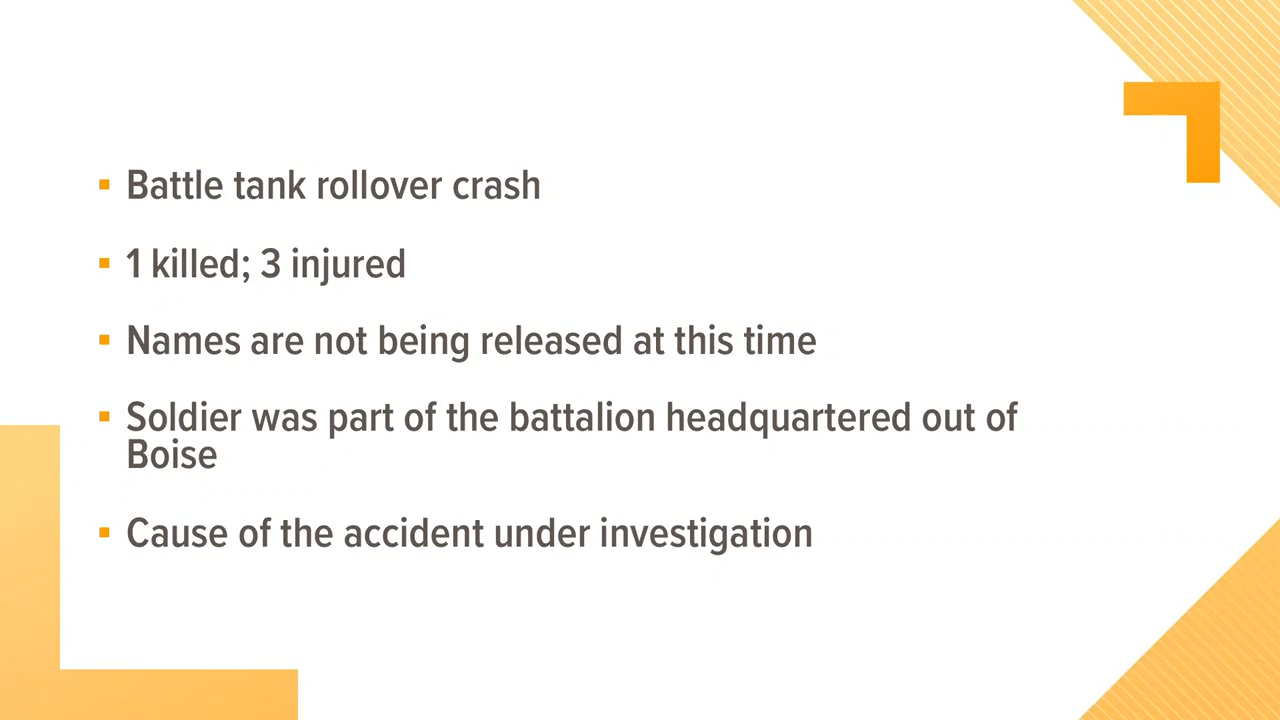 Battle tank rollover crash
1 killed; 3 injured
Names are not being released at this time
Soldier was part of the battalion headquartered out of
Boise
Cause of the accident under investigation